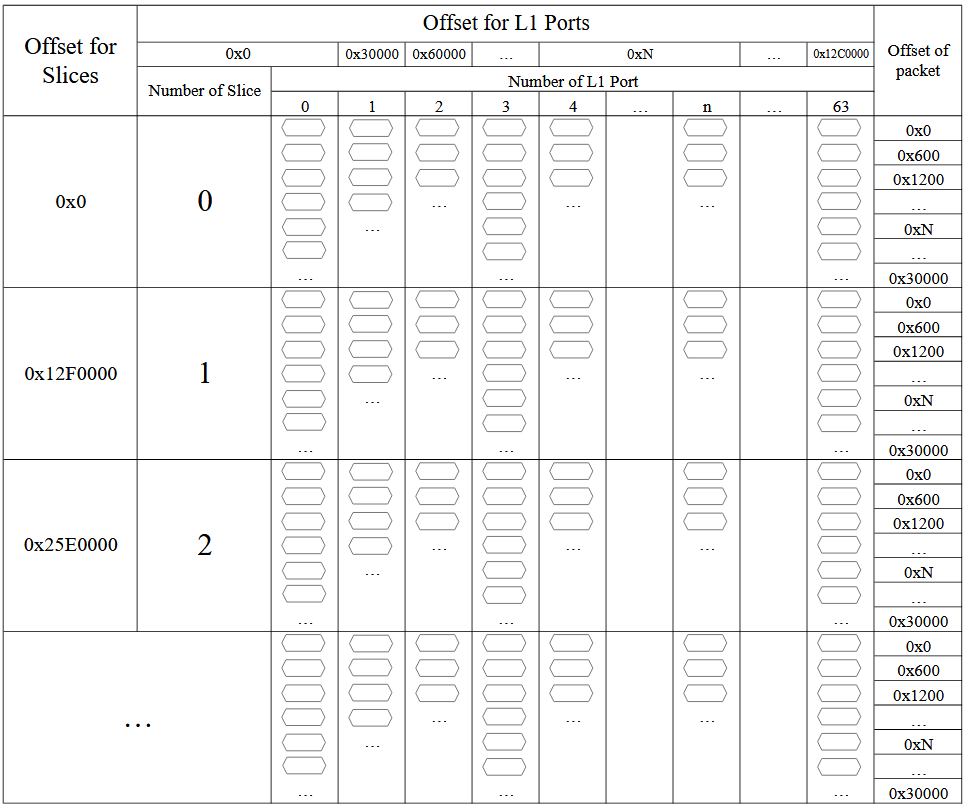 Offset for L1 Ports
Offset for
Slices
Offset of
packet
0x0 0x30000 0x60000 ... 0xN ... 0x12C0000
Number of Slice
Number of L1 Port
0 1 2 3 4 ... n ... 63
0x0
0
0x0
0x600
0x1200
... ... ...
...
...
0xN
...
... ... ...
0x30000
0x12F0000
1
0x0
0x600
0x1200
... ... ...
...
...
0xN
...
... ... ...
0x30000
0x25E0000
2
0x0
0x600
0x1200
... ... ...
...
...
0xN
...
... ... ...
0x30000
...
0x0
0x600
0x1200
... ... ...
...
...
0xN
...
... ... ...
0x30000